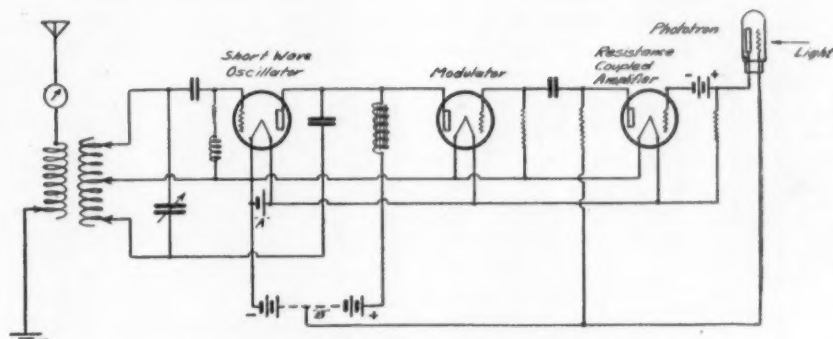 Short Wave
Oscillator
Modulator
Resistance
Coupled
Amplifier
Phototron
Light
- +
A
- B +